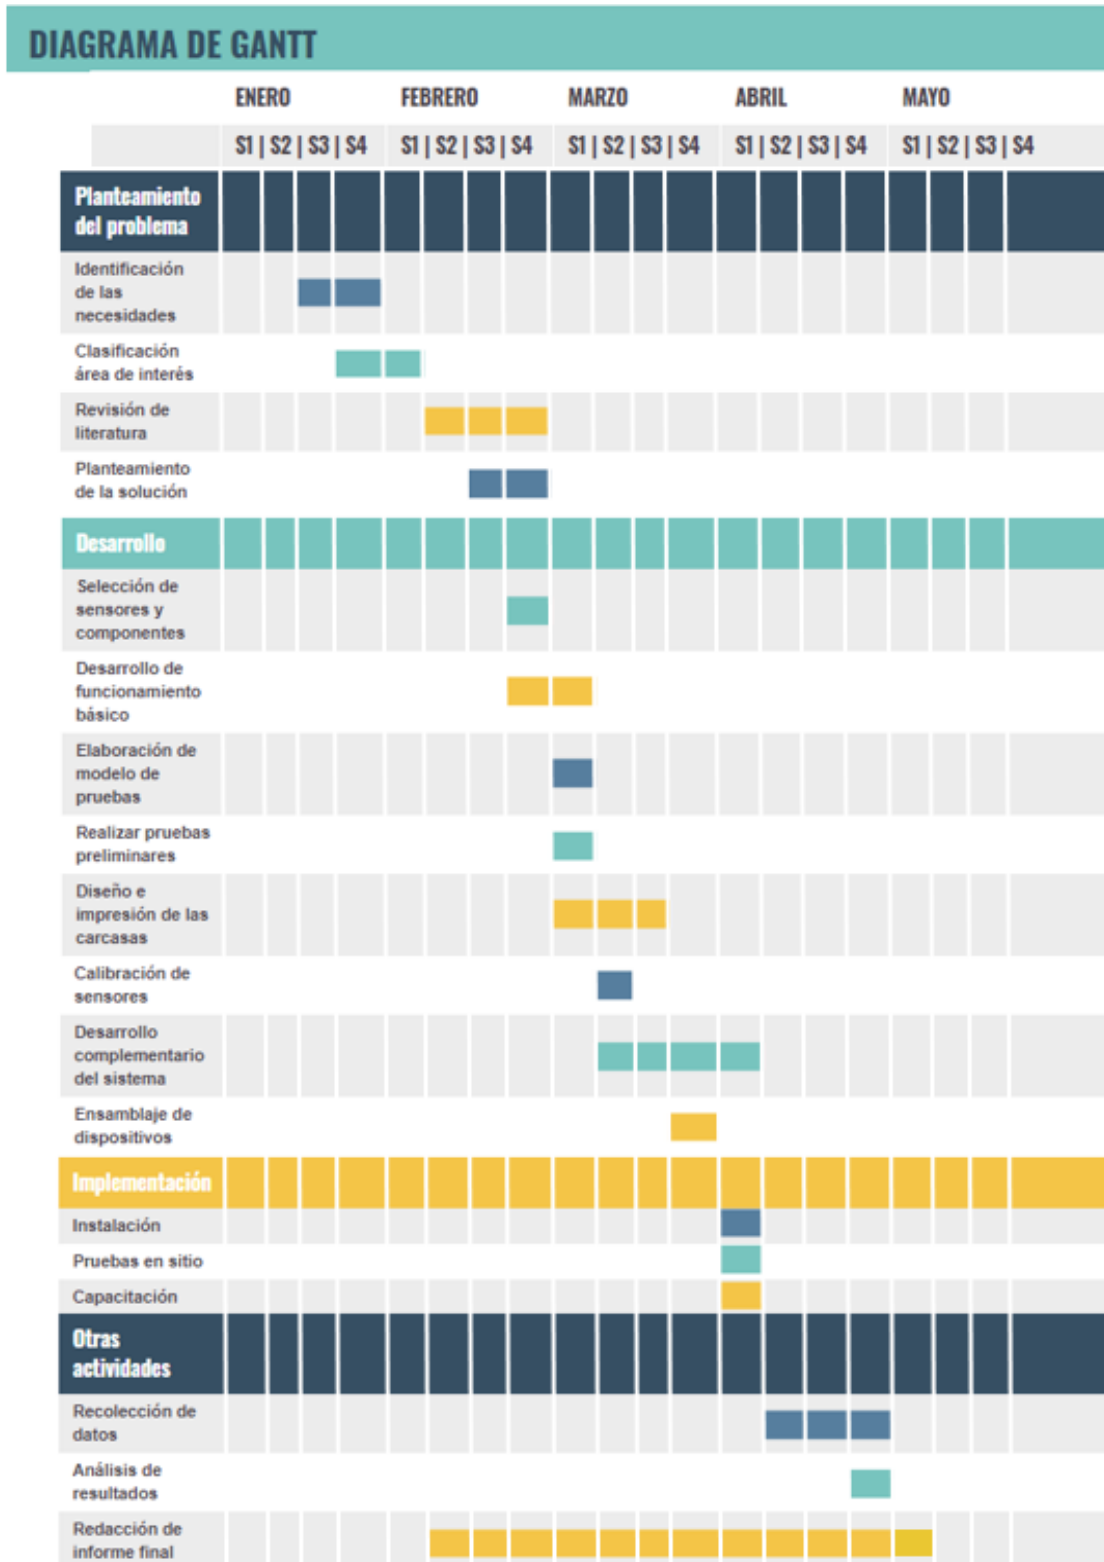 DIAGRAMA DE GANTT
ENERO FEBRERO MARZO ABRIL MAYO
S1 | S2 | S3 | S4 S1 | S2 | S3 | S4 S1 | S2 | S3 | S4 S1 | S2 | S3 | S4 S1 | S2 | S3 | S4
Planteamiento
del problema
Identificación
de las
necesidades
Clasificación
área de interés
Revisión de
literatura
Planteamiento
de la solución
Desarrollo
Selección de
sensores y
componentes
Desarrollo de
funcionamiento
básico
Elaboración de
modelo de
pruebas
Realizar pruebas
preliminares
Diseño e
impresión de las
carcasas
Calibración de
sensores
Desarrollo
complementario
del sistema
Ensamblaje de
dispositivos
Implementación
Instalación
Pruebas en sitio
Capacitación
Otras
actividades
Recolección de
datos
Análisis de
resultados
Redacción de
informe final